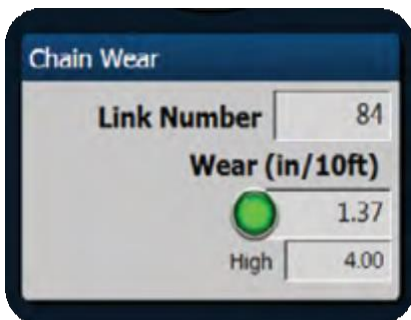 Chain Wear
Link Number 84
Wear (in/10ft)
1.37
High 4.00